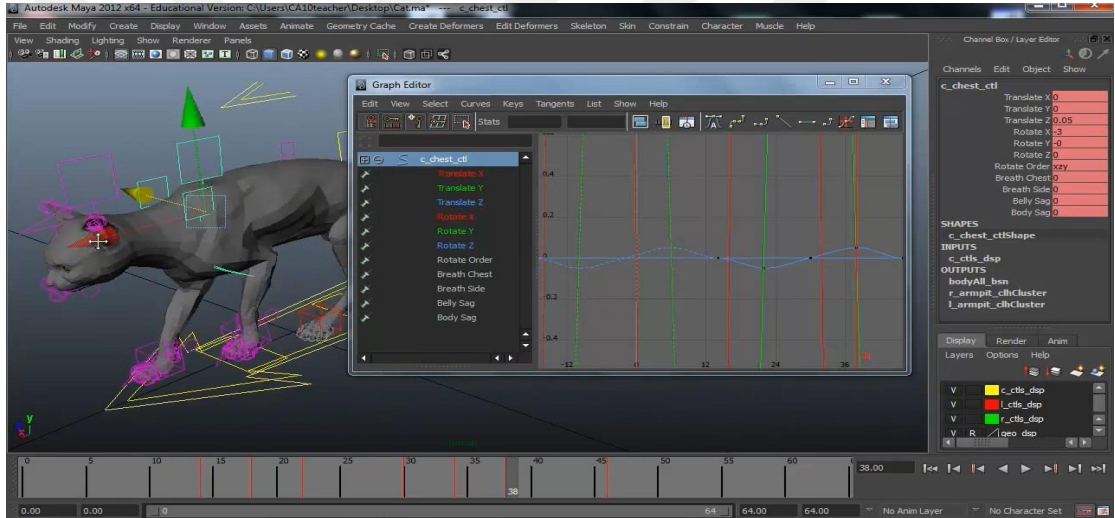 Autodesk Maya 2012 x64 - Educational Version: C:\Users\CA10teacher\Desktop\Cat.ma* --- c_chest_ctl
File Edit Modify Create Display Window Assets Animate Geometry Cache Create Deformers Edit Deformers Skeleton Skin Constrain Character Muscle Help
View Shading Lighting Show Renderer Panels
Channel Box / Layer Editor
Channels Edit Object Show
c_chest_ctl
Translate X 0
Translate Y 0
Translate Z 0.05
Rotate X -3
Rotate Y -0
Rotate Z 0
Rotate Order xzy
Breath Chest 0
Breath Side 0
Belly Sag 0
Body Sag 0
SHAPES
c_chest_ctlShape
INPUTS
c_ctls_dsp
OUTPUTS
bodyAll_bsn
r_armpit_clhCluster
l_armpit_clhCluster
Graph Editor
Edit View Select Curves Keys Tangents List Show Help
Stats
c_chest_ctl
Translate X
Translate Y
Translate Z
Rotate X
Rotate Y
Rotate Z
Rotate Order
Breath Chest
Breath Side
Belly Sag
Body Sag
0.4
0.2
-0.2
-0.4
-12 12 24 36 38
Display Render Anim
Layers Options Help
V c_ctls_dsp
V l_ctls_dsp
V r_ctls_dsp
V R geo_dsp
y
x
0 5 10 15 20 25 30 35 40 45 50 55 60
38
38.00
0.00 0.00 0 64 64.00 64.00 No Anim Layer No Character Set